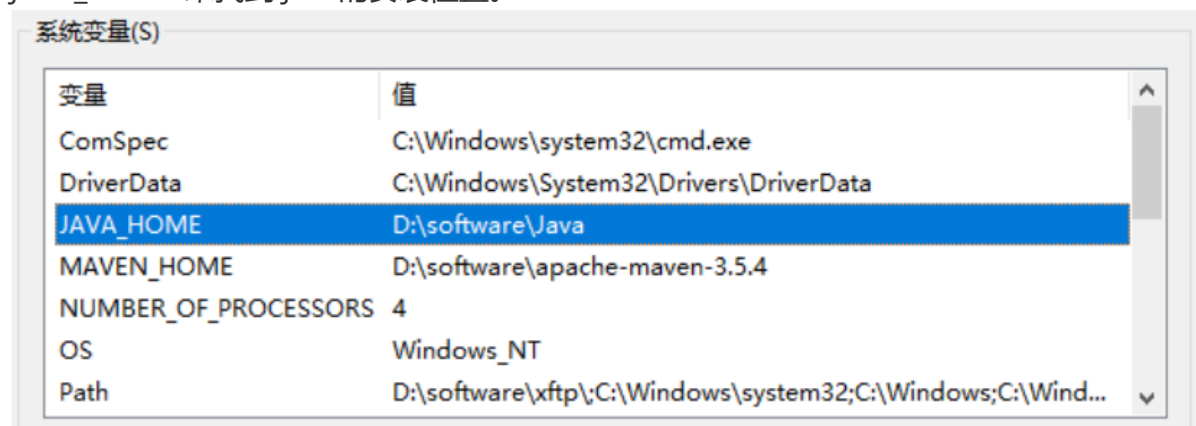 系统变量(S)
变量 值
ComSpec C:\Windows\system32\cmd.exe
DriverData C:\Windows\System32\Drivers\DriverData
JAVA_HOME D:\software\Java
MAVEN_HOME D:\software\apache-maven-3.5.4
NUMBER_OF_PROCESSORS 4
OS Windows_NT
Path D:\software\xftp\;C:\Windows\system32;C:\Windows;C:\Wind...